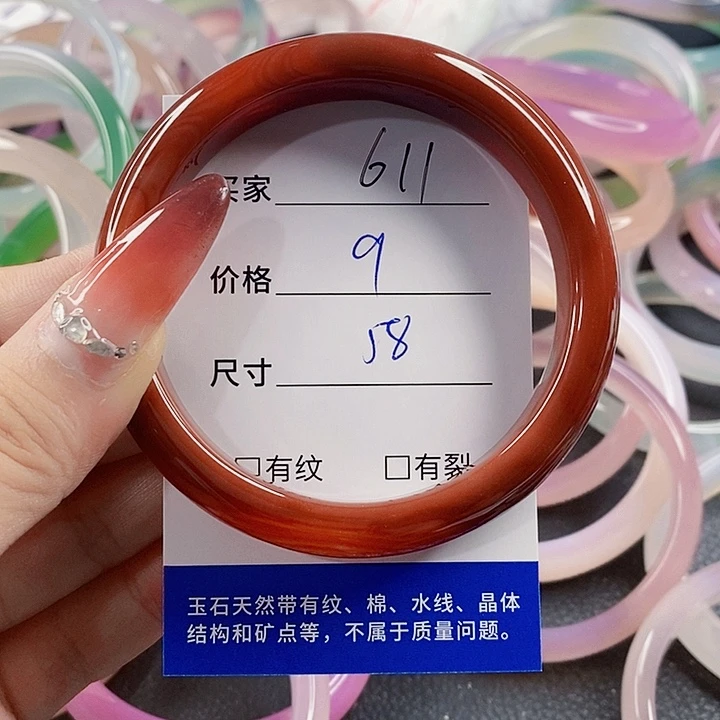 买家 611
价格 9
尺寸 58
□有纹 □有裂
玉石天然带有纹、棉、水线、晶体
结构和矿点等，不属于质量问题。